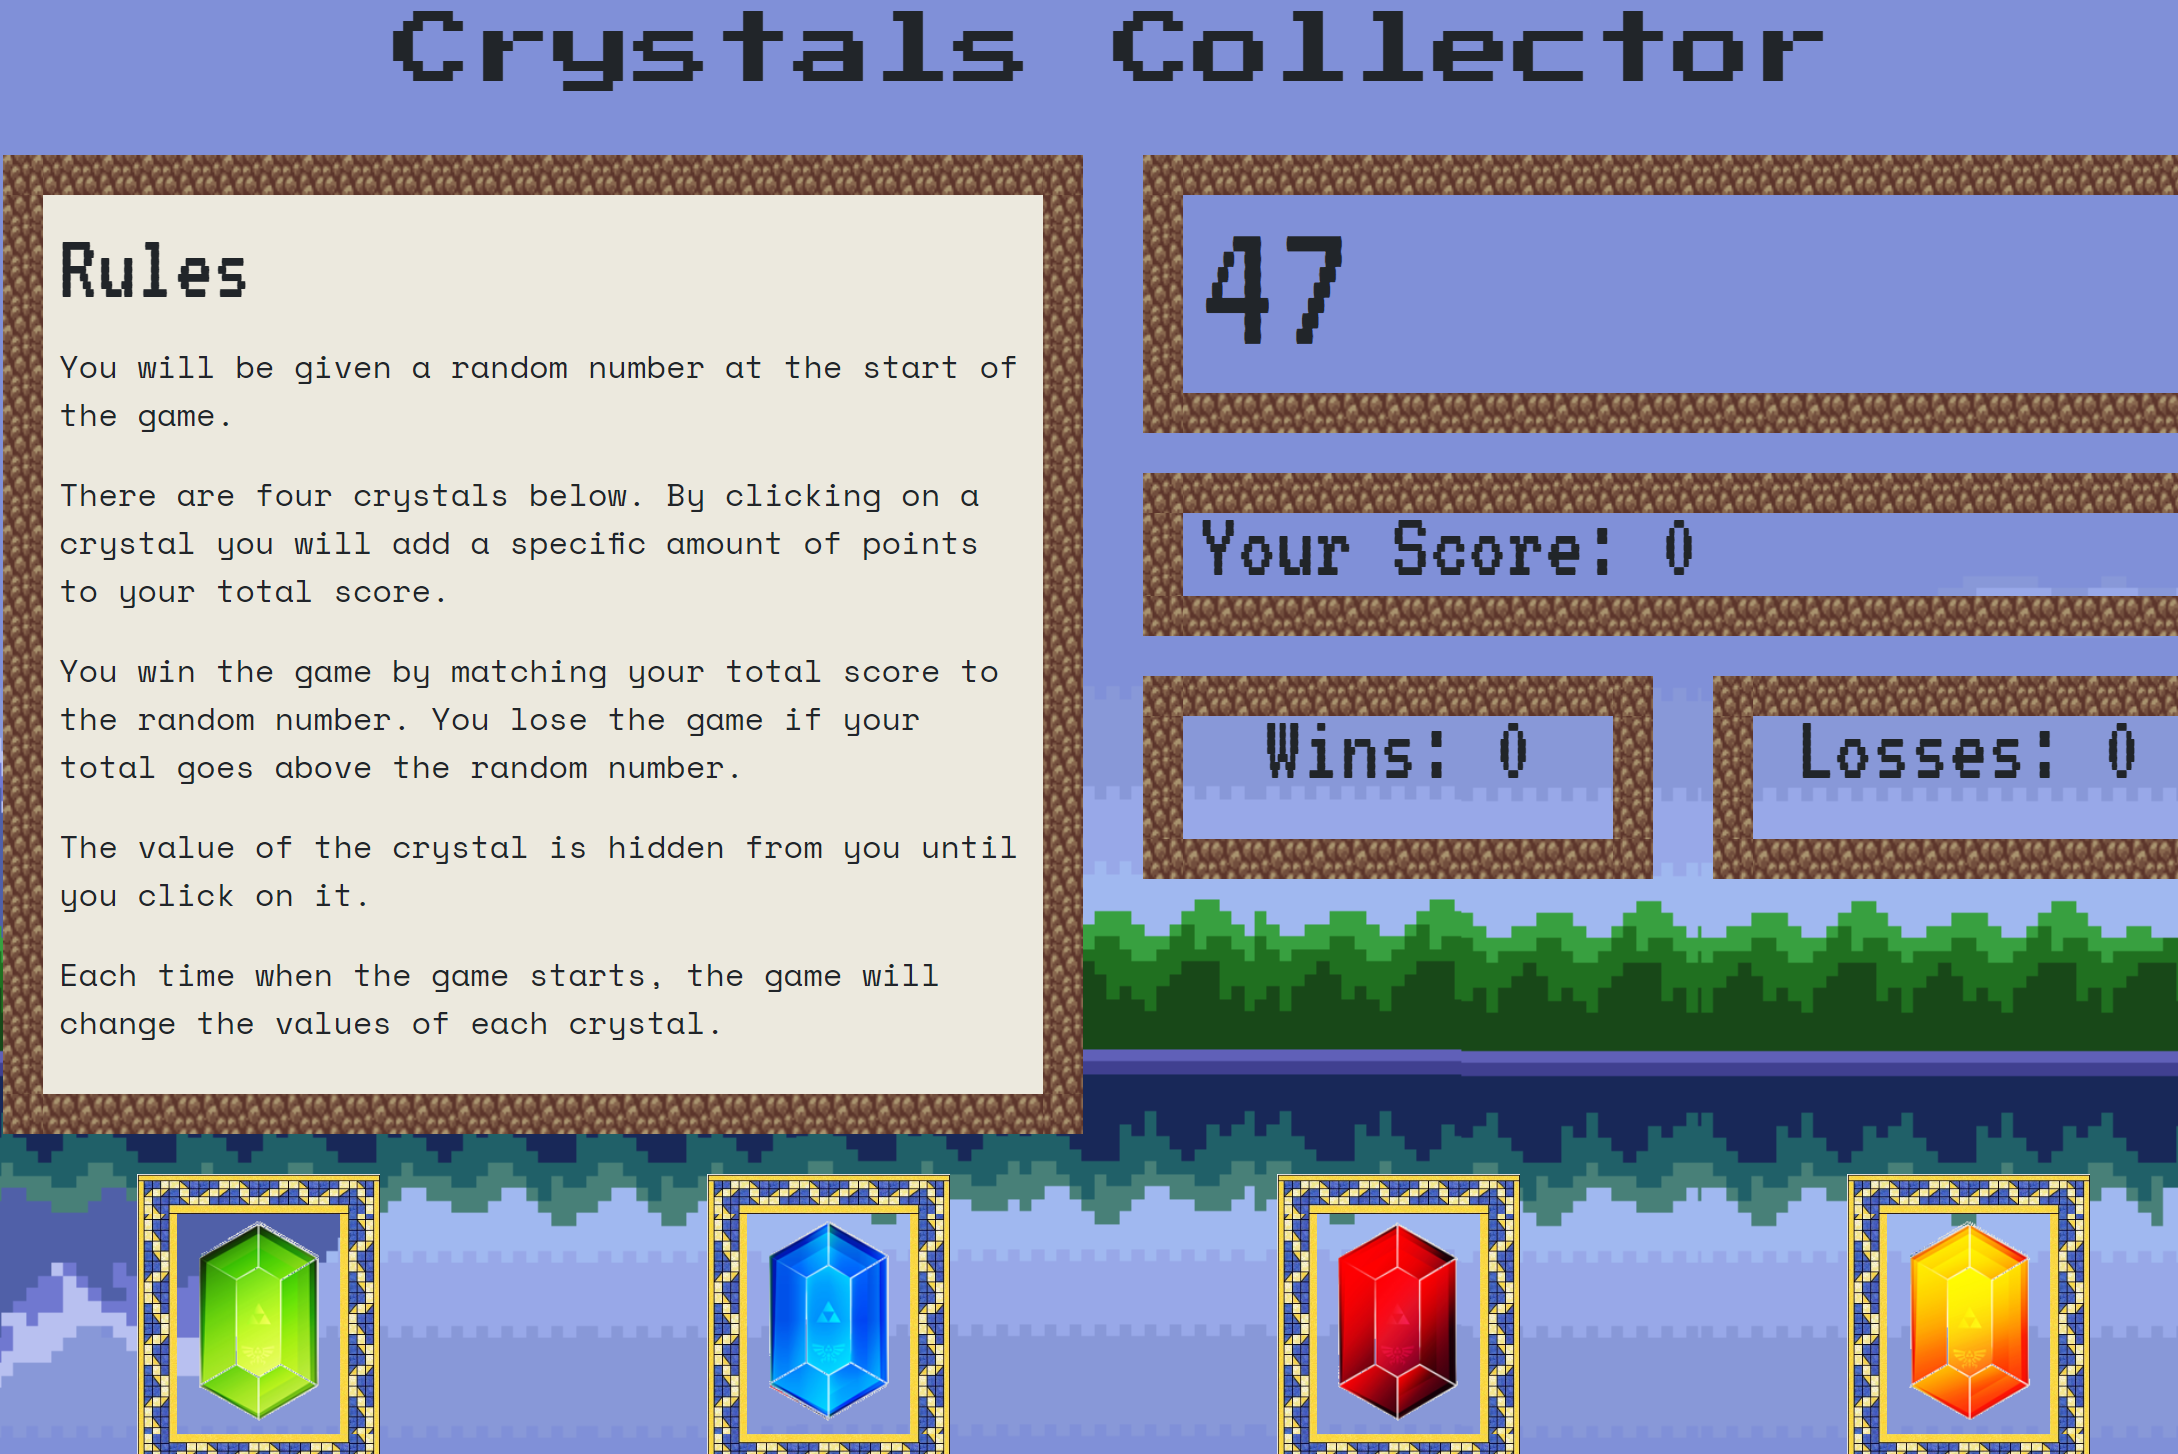 Crystals Collector
Rules
You will be given a random number at the start of
the game.
There are four crystals below. By clicking on a
crystal you will add a specific amount of points
to your total score.
You win the game by matching your total score to
the random number. You lose the game if your
total goes above the random number.
The value of the crystal is hidden from you until
you click on it.
Each time when the game starts, the game will
change the values of each crystal.
47
Your Score: 0
Wins: 0
Losses: 0